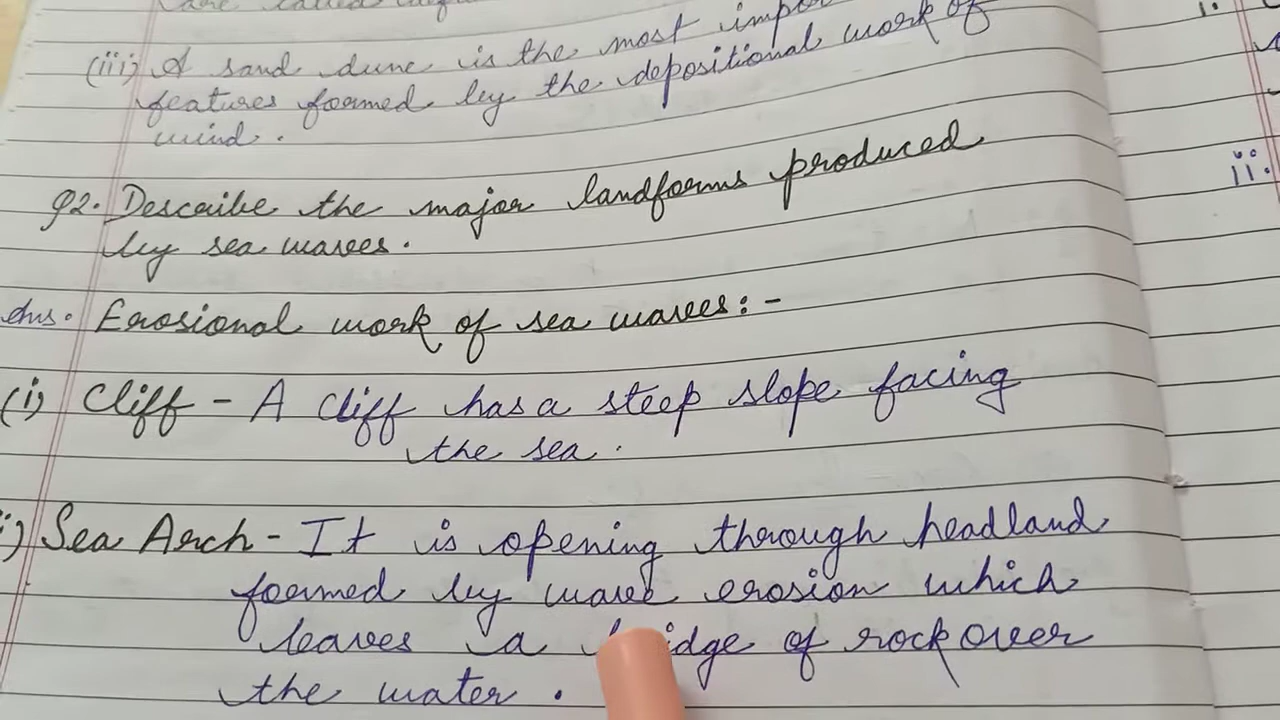 (iii) A sand dune is the most
features formed by the depositional work of
wind.
Q2. Describe the major landforms produced
by sea waves.
Ans. Erosional work of sea waves:-
(i) Cliff - A cliff has a steep slope facing
the sea.
) Sea Arch - It is opening through headland
formed by wave erosion which
leaves a of rock over
the water.
ii.